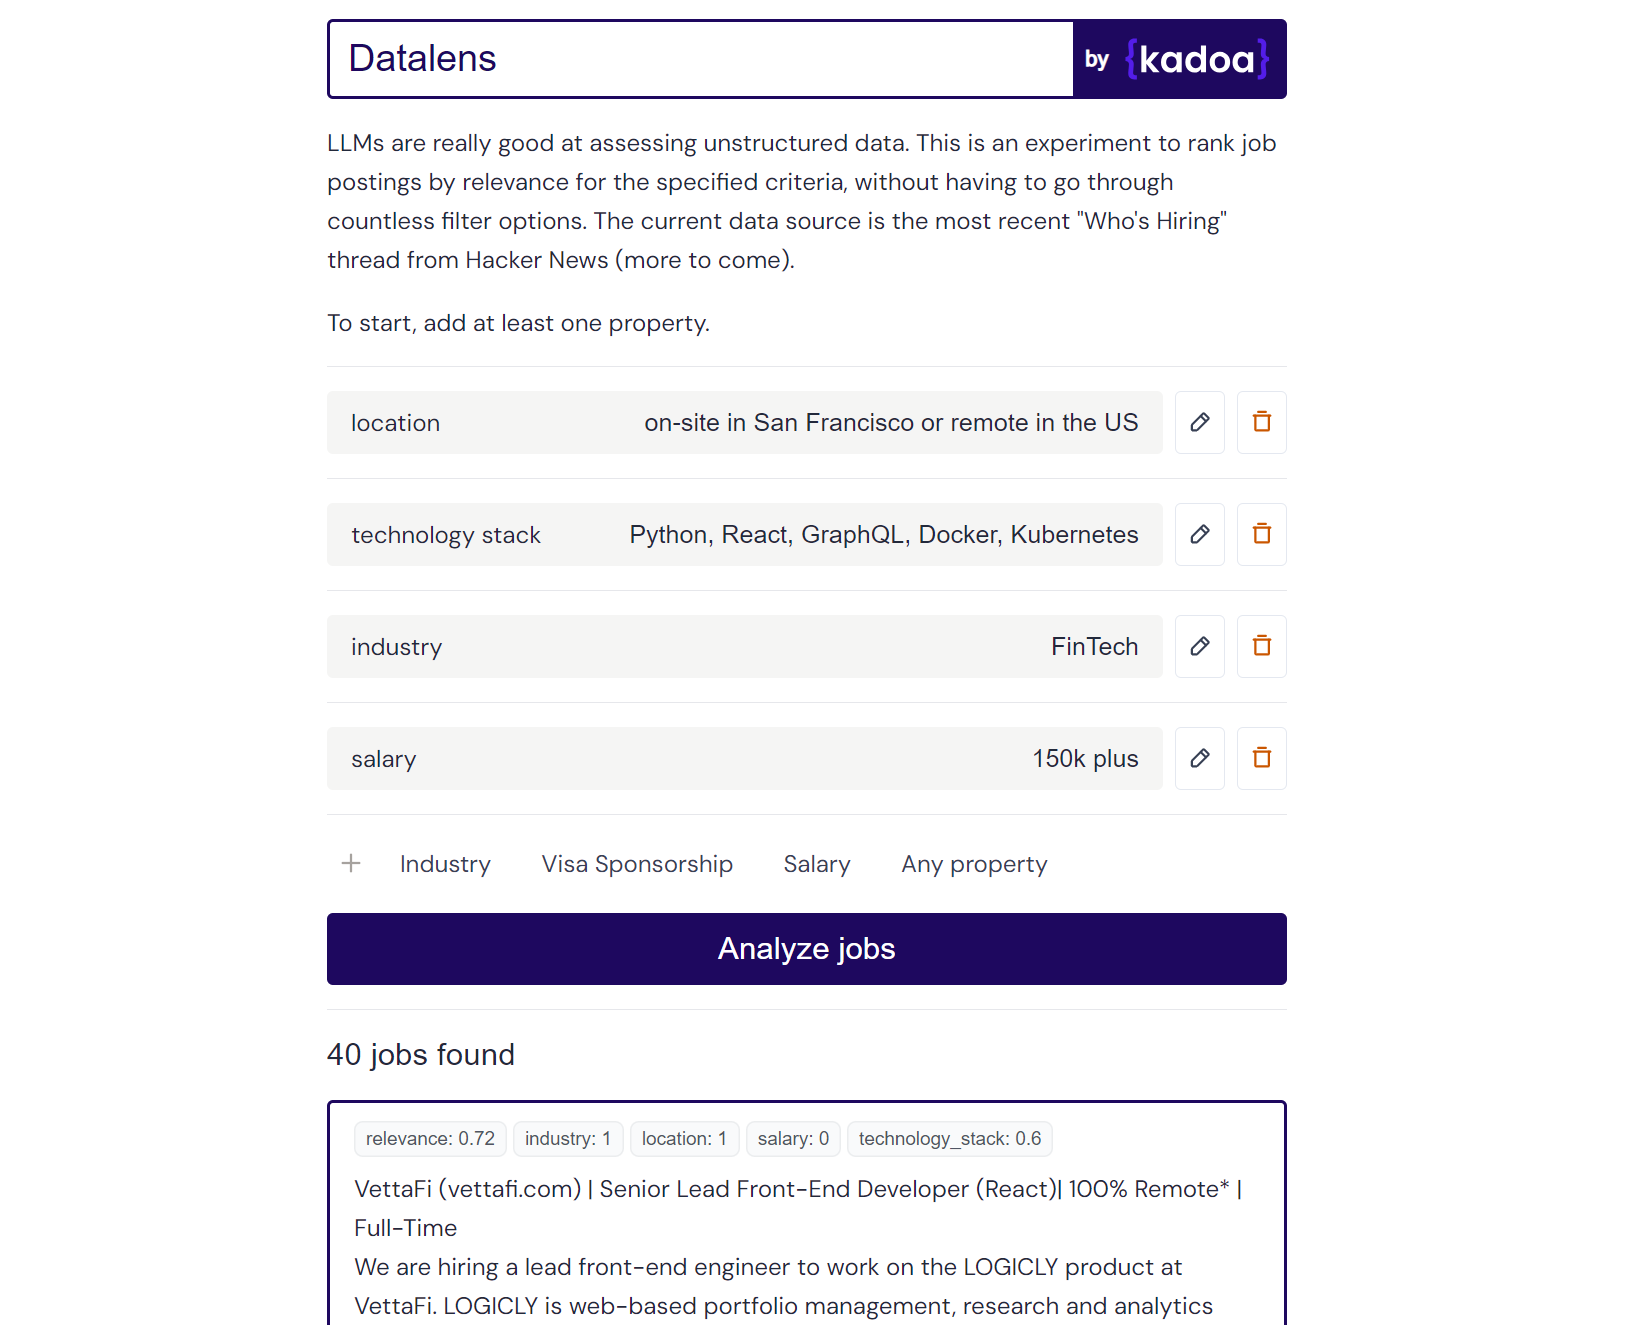 Datalens
by {kadoa}
LLMs are really good at assessing unstructured data. This is an experiment to rank job
postings by relevance for the specified criteria, without having to go through
countless filter options. The current data source is the most recent "Who's Hiring"
thread from Hacker News (more to come).
To start, add at least one property.
location on-site in San Francisco or remote in the US
technology stack Python, React, GraphQL, Docker, Kubernetes
industry FinTech
salary 150k plus
+ Industry Visa Sponsorship Salary Any property
Analyze jobs
40 jobs found
relevance: 0.72 industry: 1 location: 1 salary: 0 technology_stack: 0.6
VettaFi (vettafi.com) | Senior Lead Front-End Developer (React)| 100% Remote* |
Full-Time
We are hiring a lead front-end engineer to work on the LOGICLY product at
VettaFi. LOGICLY is web-based portfolio management, research and analytics